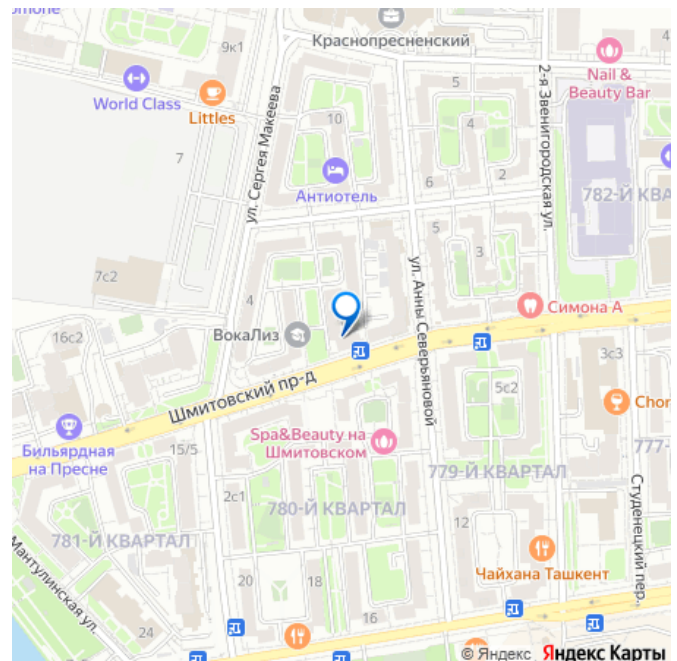 Краснопресненский
9к1
World Class
Littles
10
5
4
Nail &
Beauty Bar
7
ул. Сергея Макеева
Антиотель
6
2
2-я Звенигородская ул.
782-Й КВА
5
3
7с2
4
ул. Анны Северьяновой
Симона А
16с2
ВокаЛиз
3с3
Шмитовский пр-д
5с2
Chor
Бильярдная
на Пресне
15/5
Spa&Beauty на
Шмитовском
777-
779-Й КВАРТАЛ
2с1
780-Й КВАРТАЛ
Студенецкий пер.
781-Й КВАРТАЛ
12
Мантулинская ул.
Чайхана Ташкент
20
18
16
24
© Яндекс Яндекс Карты